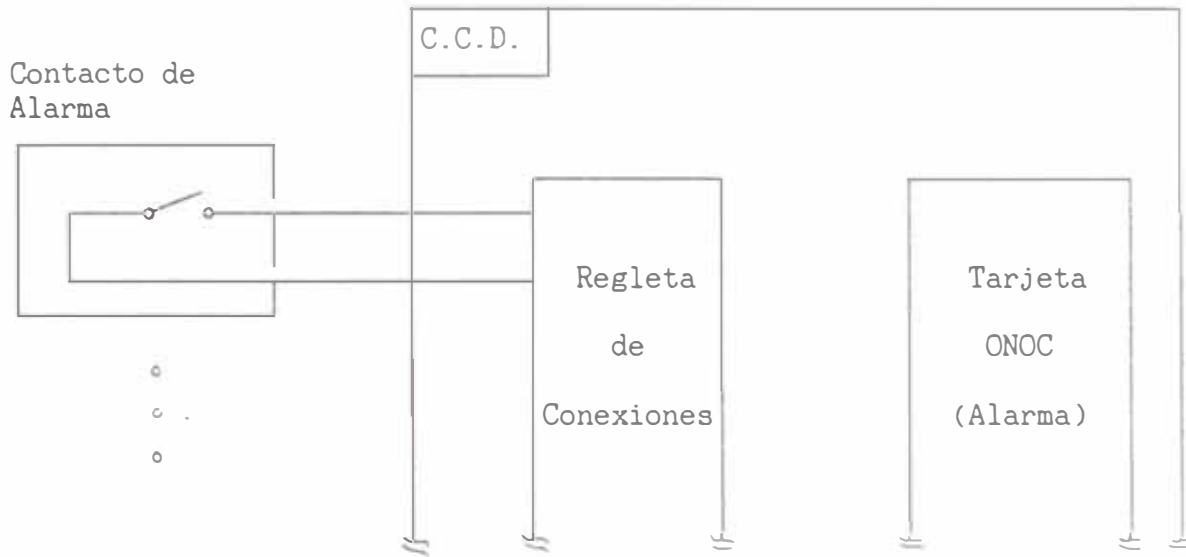 C.C.D.
Contacto de
Alarma
Regleta
de
Conexiones
Tarjeta
ONOC
(Alarma)